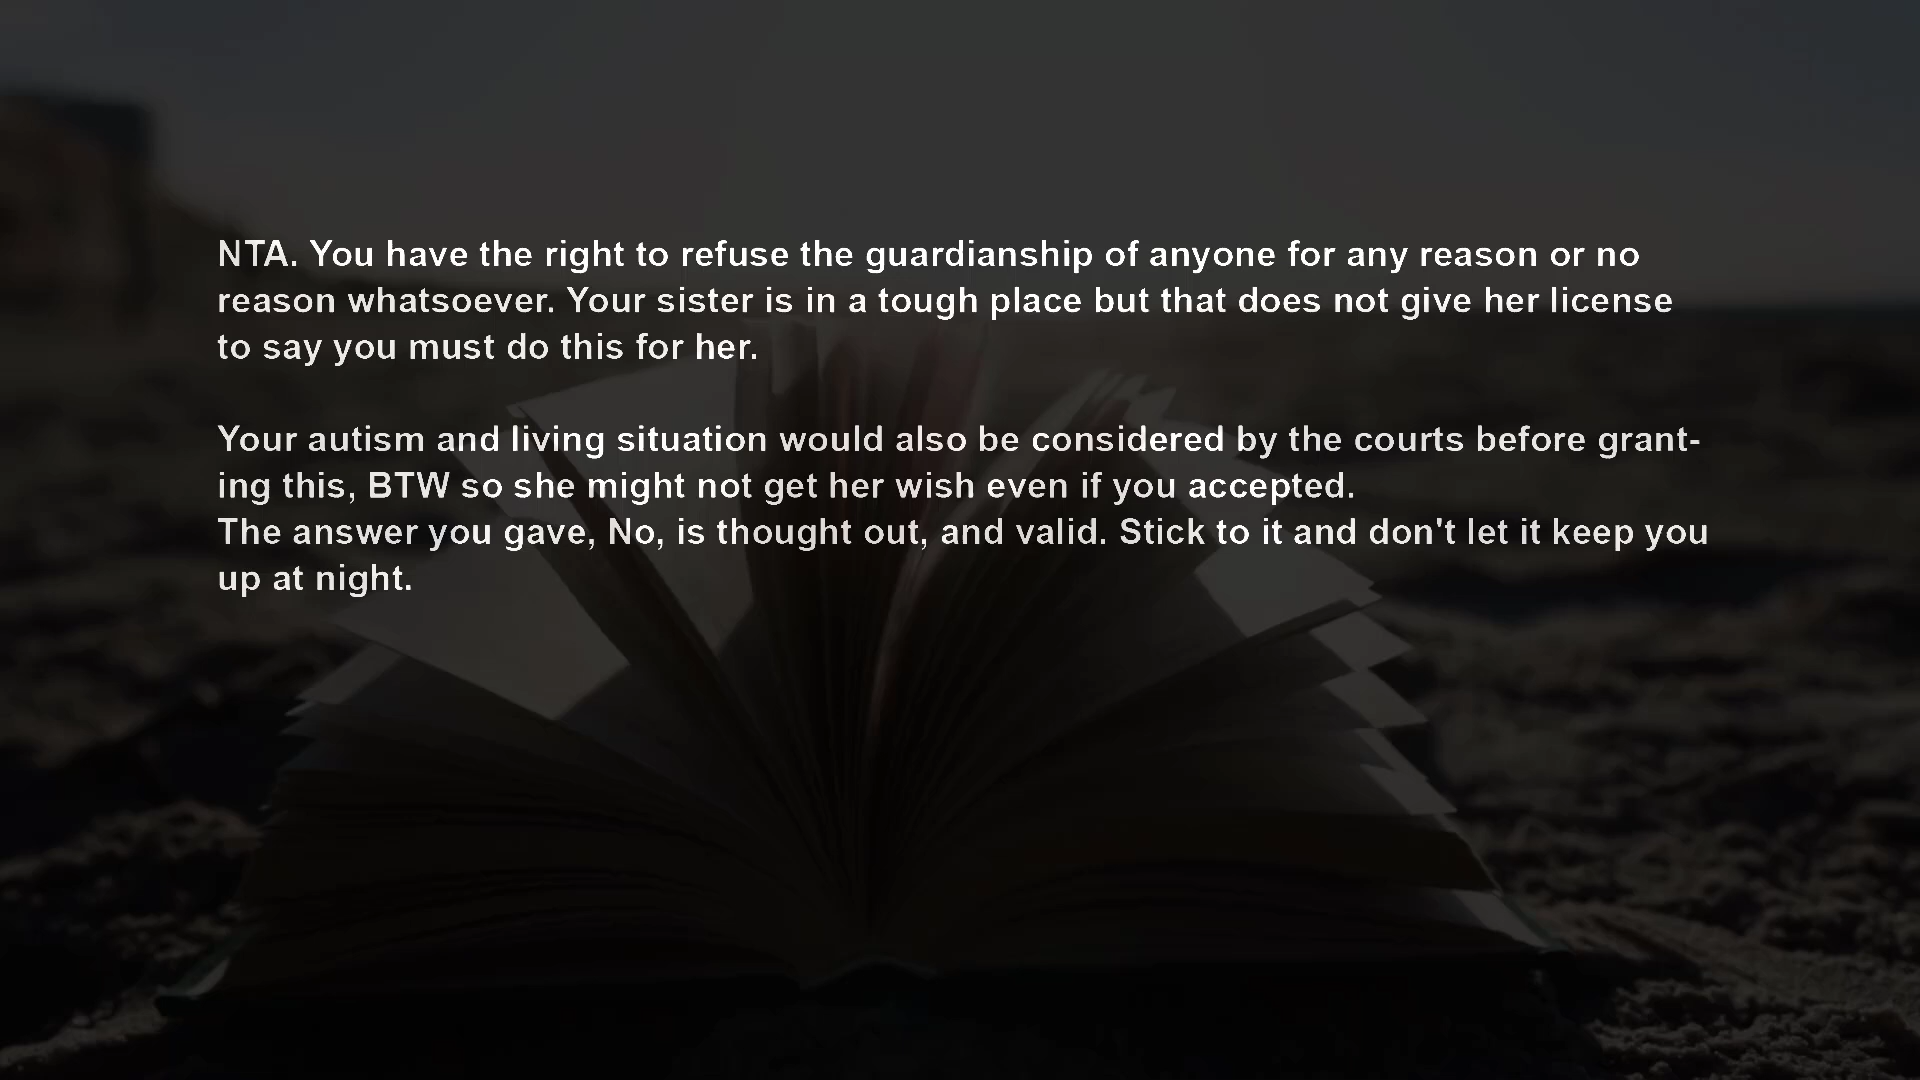 NTA. You have the right to refuse the guardianship of anyone for any reason or no
reason whatsoever. Your sister is in a tough place but that does not give her license
to say you must do this for her.
Your autism and living situation would also be considered by the courts before grant-
ing this, BTW so she might not get her wish even if you accepted.
The answer you gave, No, is thought out, and valid. Stick to it and don't let it keep you
up at night.